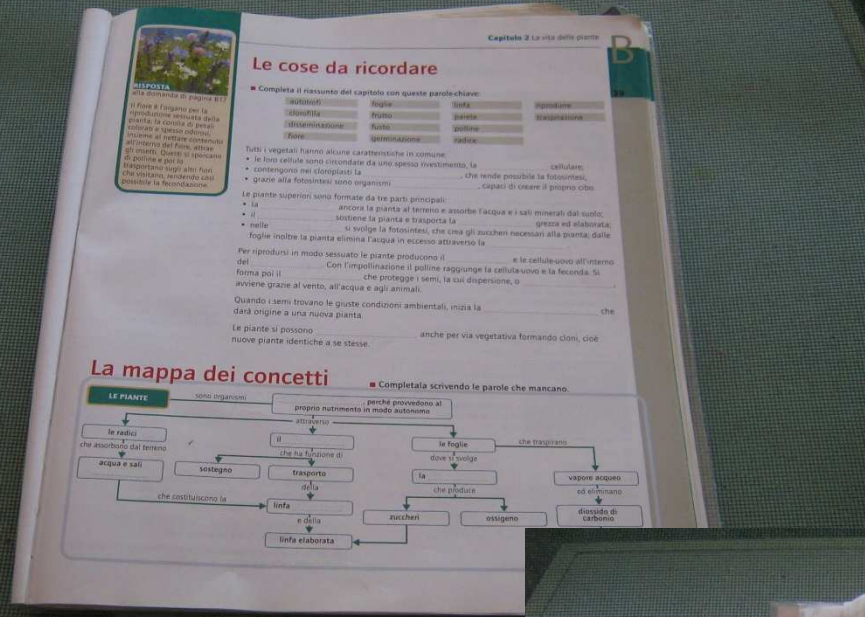 Capitolo 2 La vita delle piante
B
39
RISPOSTA
alla domanda di pagina B17
Il fiore è l'organo per la
riproduzione sessuata della
pianta; la corolla di petali
colorati e spesso odorosi,
insieme al nettare contenuto
all'interno del fiore, attrae
gli insetti. Questi si sporcano
di polline e poi lo
trasportano sugli altri fiori
che visitano, rendendo così
possibile la fecondazione.
Le cose da ricordare
Completa il riassunto del capitolo con queste parole-chiave:
autotrofi foglie linfa riprodurre
clorofilla frutto parete traspirazione
disseminazione fusto polline
fiore germinazione radice
Tutti i vegetali hanno alcune caratteristiche in comune:
• le loro cellule sono circondate da uno spesso rivestimento, la cellulare;
• contengono nei cloroplasti la , che rende possibile la fotosintesi;
• grazie alla fotosintesi sono organismi , capaci di creare il proprio cibo.
Le piante superiori sono formate da tre parti principali:
• la ancora la pianta al terreno e assorbe l'acqua e i sali minerali dal suolo;
• il sostiene la pianta e trasporta la grezza ed elaborata;
• nelle si svolge la fotosintesi, che crea gli zuccheri necessari alla pianta; dalle
foglie inoltre la pianta elimina l'acqua in eccesso attraverso la
Per riprodursi in modo sessuato le piante producono il e le cellule-uovo all'interno
del . Con l'impollinazione il polline raggiunge la cellula-uovo e la feconda. Si
forma poi il che protegge i semi, la cui dispersione, o ,
avviene grazie al vento, all'acqua e agli animali.
Quando i semi trovano le giuste condizioni ambientali, inizia la che
darà origine a una nuova pianta.
Le piante si possono anche per via vegetativa formando cloni, cioè
nuove piante identiche a se stesse.
La mappa dei concetti
Completala scrivendo le parole che mancano.
LE PIANTE sono organismi , perché provvedono al
proprio nutrimento in modo autonomo
attraverso
le radici il le foglie che traspirano
che assorbono dal terreno che ha funzione di dove si svolge
acqua e sali sostegno trasporto la vapore acqueo
della che produce ed eliminano
che costituiscono la linfa zuccheri ossigeno diossido di
carbonio
e della
linfa elaborata